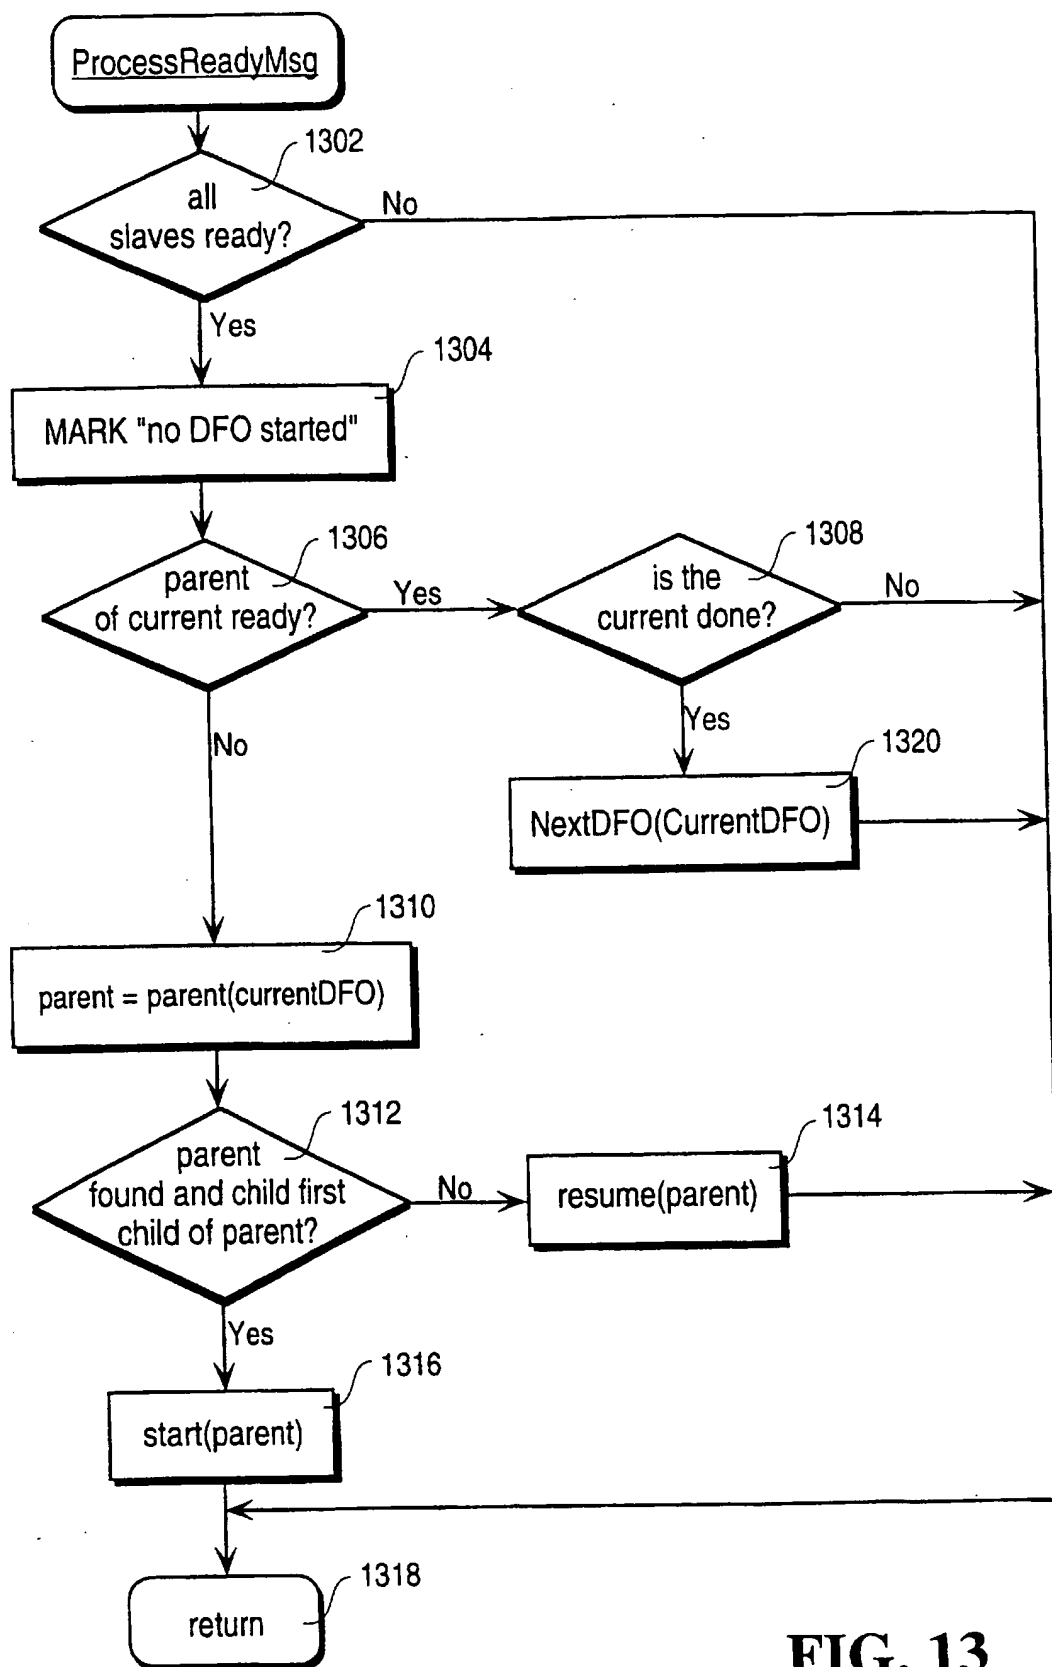 ProcessReadyMsg
1302
all
slaves ready?
No
Yes
1304
MARK "no DFO started"
1306
parent
of current ready?
Yes
1308
is the
current done?
No
Yes
No
1320
NextDFO(CurrentDFO)
1310
parent = parent(currentDFO)
1312
parent
found and child first
child of parent?
No
1314
resume(parent)
Yes
1316
start(parent)
1318
return
FIG. 13